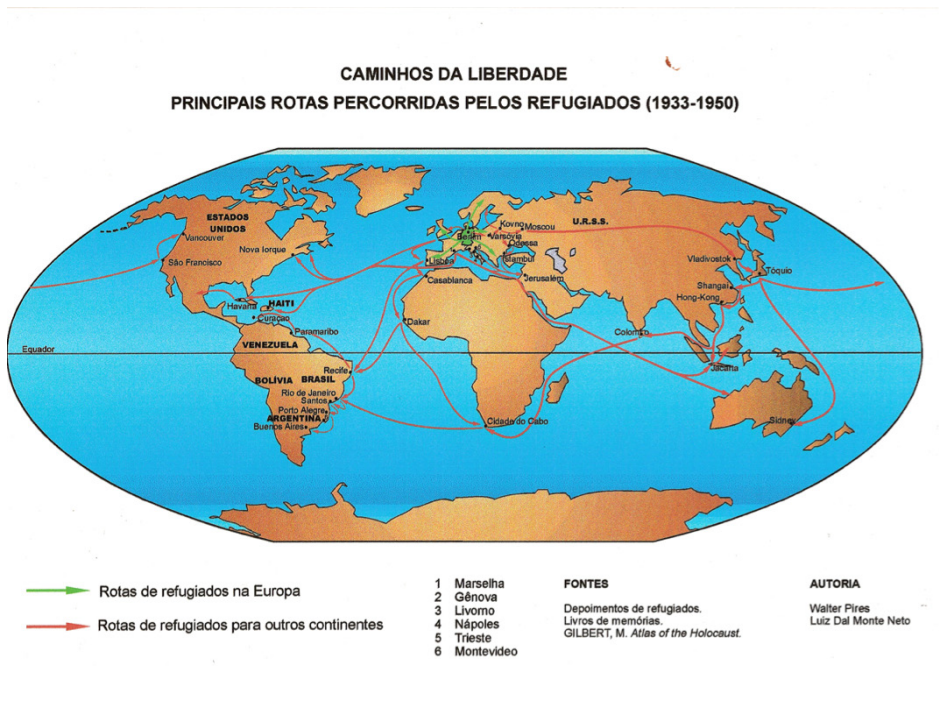 CAMINHOS DA LIBERDADE
PRINCIPAIS ROTAS PERCORRIDAS PELOS REFUGIADOS (1933-1950)
ESTADOS
UNIDOS
Vancouver
Nova Iorque
São Francisco
Havana
HAITI
Curaçao
Paramaribo
VENEZUELA
Equador
Recife
BOLÍVIA
BRASIL
Rio de Janeiro
Santos
Porto Alegre
ARGENTINA
Buenos Aires
Kovno
Moscou
U.R.S.S.
Berlim
Varsóvia
Odessa
Lisboa
Istambul
Casablanca
Jerusalém
Dakar
Cidade do Cabo
Vladivostok
Tóquio
Shangai
Hong-Kong
Colombo
Jacarta
Sidney
Rotas de refugiados na Europa
Rotas de refugiados para outros continentes
1 Marselha
2 Gênova
3 Livorno
4 Nápoles
5 Trieste
6 Montevideo
FONTES
Depoimentos de refugiados.
Livros de memórias.
GILBERT, M. Atlas of the Holocaust.
AUTORIA
Walter Pires
Luiz Dal Monte Neto